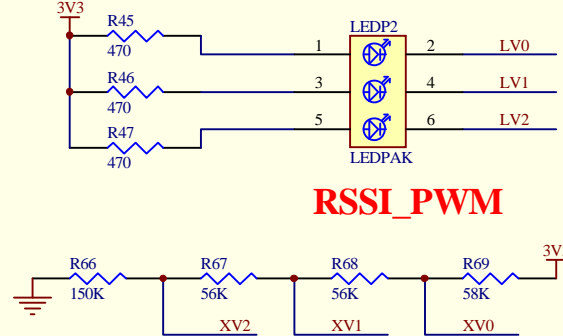 3V3
R45
470
LEDP2
1
2
LV0
R46
470
3
4
LV1
R47
470
5
6
LV2
LEDPAK
RSSI_PWM
R66
150K
R67
56K
R68
56K
R69
58K
3V
XV2
XV1
XV0